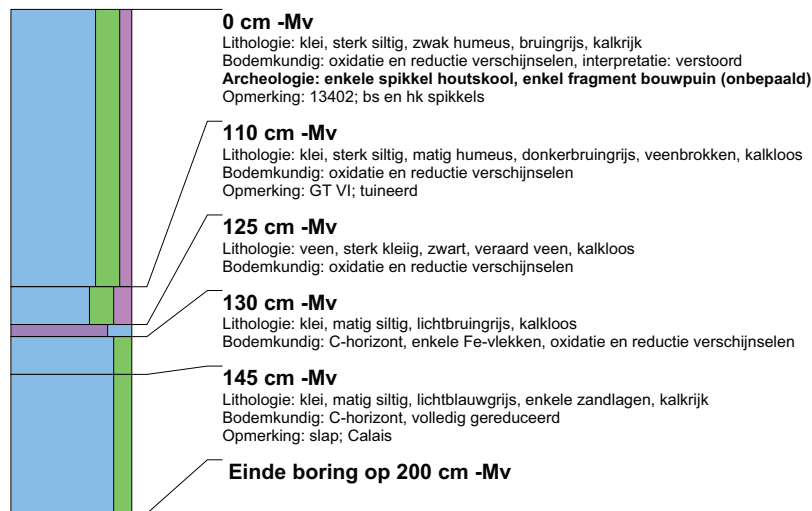 0 cm -Mv
Lithologie: klei, sterk siltig, zwak humeus, bruingrijs, kalkrijk
Bodemkundig: oxidatie en reductie verschijnselen, interpretatie: verstoord
Archeologie: enkele spikkel houtskool, enkel fragment bouwpuin (onbepaald)
Opmerking: 13402; bs en hk spikkels
110 cm -Mv
Lithologie: klei, sterk siltig, matig humeus, donkerbruingrijs, veenbrokken, kalkloos
Bodemkundig: oxidatie en reductie verschijnselen
Opmerking: GT VI; tuineerd
125 cm -Mv
Lithologie: veen, sterk kleiig, zwart, veraard veen, kalkloos
Bodemkundig: oxidatie en reductie verschijnselen
130 cm -Mv
Lithologie: klei, matig siltig, lichtbruingrijs, kalkloos
Bodemkundig: C-horizont, enkele Fe-vlekken, oxidatie en reductie verschijnselen
145 cm -Mv
Lithologie: klei, matig siltig, lichtblauwgrijs, enkele zandlagen, kalkrijk
Bodemkundig: C-horizont, volledig gereduceerd
Opmerking: slap; Calais
Einde boring op 200 cm -Mv